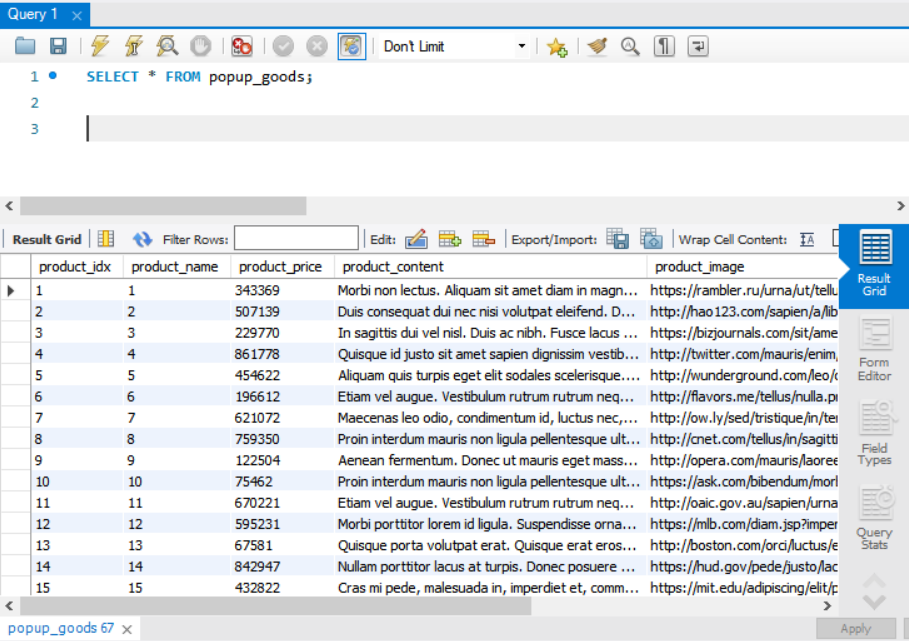 Query 1
Don't Limit
1 SELECT * FROM popup_goods;
2
3
Result Grid Filter Rows: Edit: Export/Import: Wrap Cell Content:
product_idx product_name product_price product_content product_image
1 1 343369 Morbi non lectus. Aliquam sit amet diam in magn... https://rambler.ru/urna/ut/tellu
2 2 507139 Duis consequat dui nec nisi volutpat eleifend. D... http://hao123.com/sapien/a/lib
3 3 229770 In sagittis dui vel nisl. Duis ac nibh. Fusce lacus ... https://bizjournals.com/sit/ame
4 4 861778 Quisque id justo sit amet sapien dignissim vestib... http://twitter.com/mauris/enim,
5 5 454622 Aliquam quis turpis eget elit sodales scelerisque.... http://wunderground.com/leo/o
6 6 196612 Etiam vel augue. Vestibulum rutrum rutrum neq... http://flavors.me/tellus/nulla.p
7 7 621072 Maecenas leo odio, condimentum id, luctus nec,... http://ow.ly/sed/tristique/in/te
8 8 759350 Proin interdum mauris non ligula pellentesque ult... http://cnet.com/tellus/in/sagitti
9 9 122504 Aenean fermentum. Donec ut mauris eget mass... http://opera.com/mauris/laoree
10 10 75462 Proin interdum mauris non ligula pellentesque ult... https://ask.com/bibendum/mor
11 11 670221 Etiam vel augue. Vestibulum rutrum rutrum neq... http://oaic.gov.au/sapien/urna
12 12 595231 Morbi porttitor lorem id ligula. Suspendisse orna... https://mlb.com/diam.jsp?imper
13 13 67581 Quisque porta volutpat erat. Quisque erat eros... http://boston.com/orci/luctus/e
14 14 842947 Nullam porttitor lacus at turpis. Donec posuere ... https://hud.gov/pede/justo/lac
15 15 432822 Cras mi pede, malesuada in, imperdiet et, comm... https://mit.edu/adipiscing/elit/p
Result
Grid
Form
Editor
Field
Types
Query
Stats
popup_goods 67
Apply